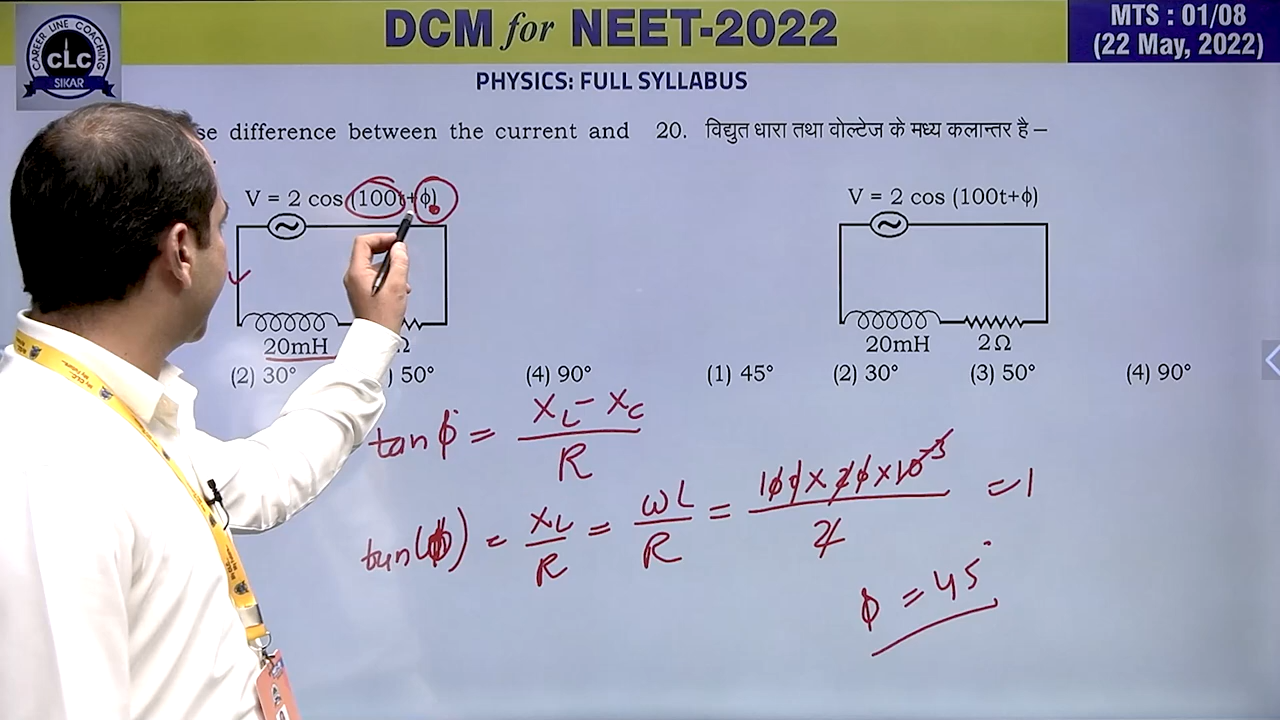 DCM for NEET-2022
MTS : 01/08
(22 May, 2022)
CAREER LINE COACHING
CLC
SIKAR
PHYSICS: FULL SYLLABUS
se difference between the current and
20. विद्युत धारा तथा वोल्टेज के मध्य कलान्तर है –
V = 2 cos (100t+ϕ)
V = 2 cos (100t+ϕ)
20mH Ω
20mH 2Ω
(2) 30° ) 50° (4) 90°
(1) 45° (2) 30° (3) 50° (4) 90°
tan ϕ = (X_L - X_C) / R
tan(ϕ) = X_L / R = ωL / R = 100 × 20 × 10^-3 / 2 = 1
ϕ = 45°